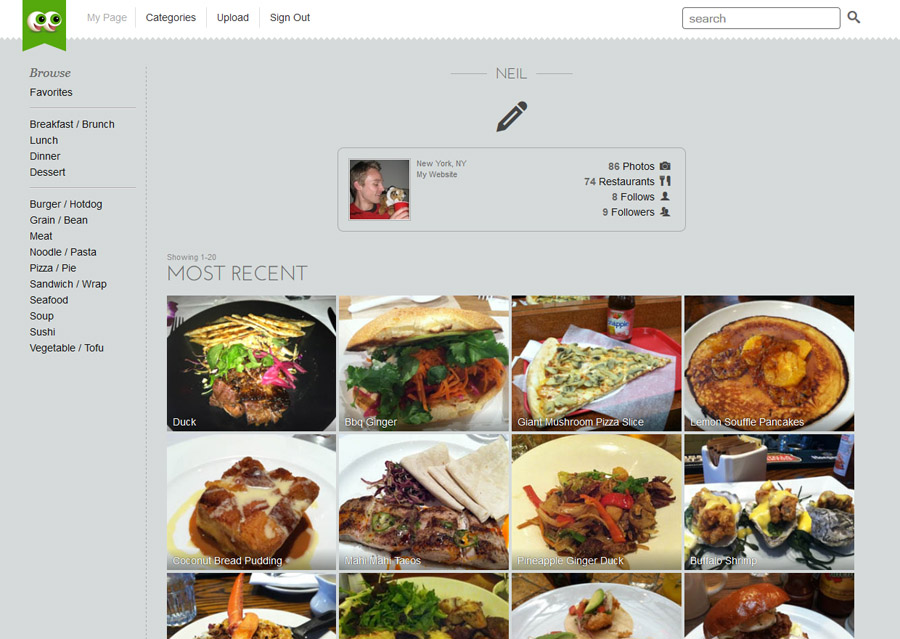 My Page
Categories
Upload
Sign Out
search
Browse
Favorites
Breakfast / Brunch
Lunch
Dinner
Dessert
Burger / Hotdog
Grain / Bean
Meat
Noodle / Pasta
Pizza / Pie
Sandwich / Wrap
Seafood
Soup
Sushi
Vegetable / Tofu
NEIL
New York, NY
My Website
86 Photos
74 Restaurants
8 Follows
9 Followers
Showing 1-20
MOST RECENT
Duck
Bbq Ginger
Giant Mushroom Pizza Slice
Lemon Souffle Pancakes
Coconut Bread Pudding
Mahi Mahi Tacos
Pineapple Ginger Duck
Buffalo Shrimp